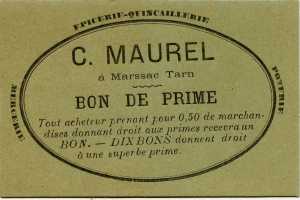 EPICERIE-QUINCAILLERIE
MERCERIE
POTERIE
C. MAUREL
à Marssac Tarn
BON DE PRIME
Tout acheteur prenant pour 0,50 de marchan-
dises donnant droit aux primes recevra un
BON. — DIX BONS donnent droit
à une superbe prime.